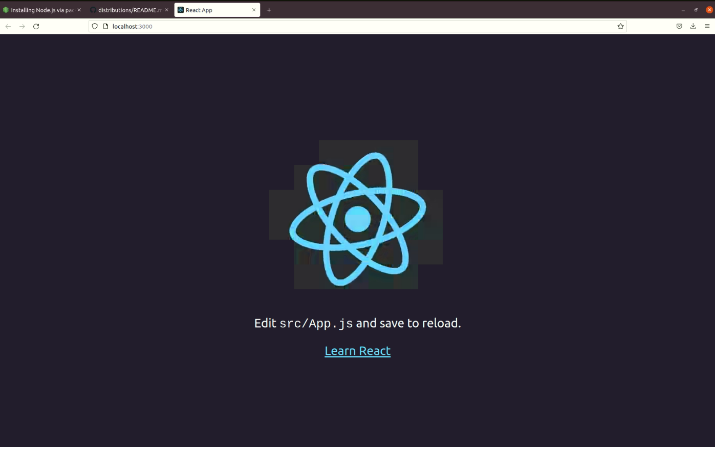 Installing Node.js via pac
distributions/README.m
React App
localhost:3000
Edit src/App.js and save to reload.
Learn React